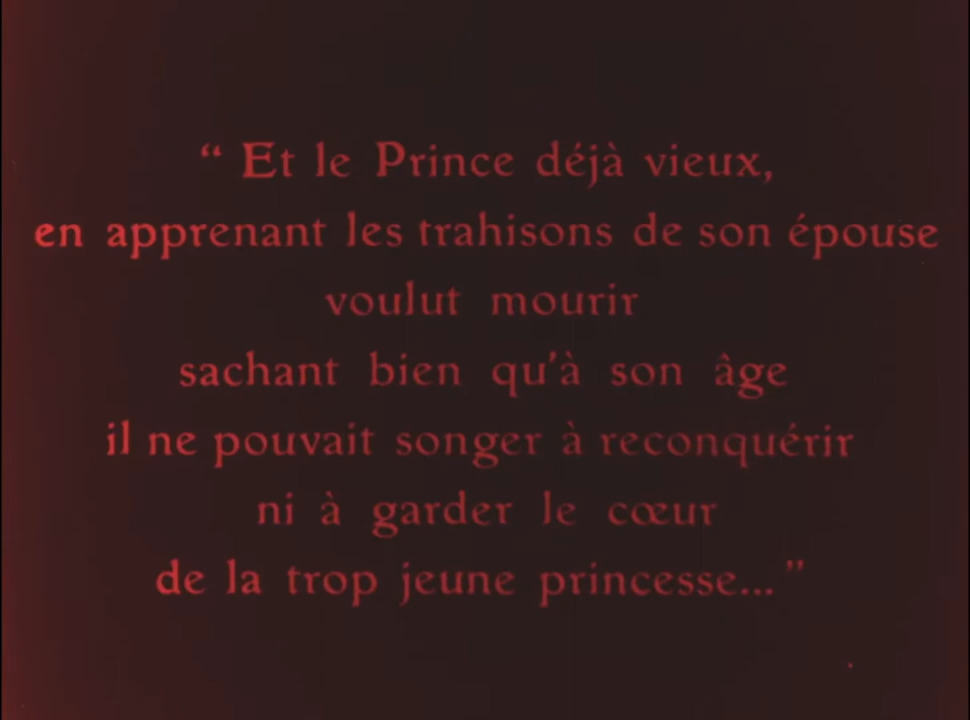 “ Et le Prince déjà vieux,
en apprenant les trahisons de son épouse
voulut mourir
sachant bien qu'à son âge
il ne pouvait songer à reconquérir
ni à garder le cœur
de la trop jeune princesse... ”